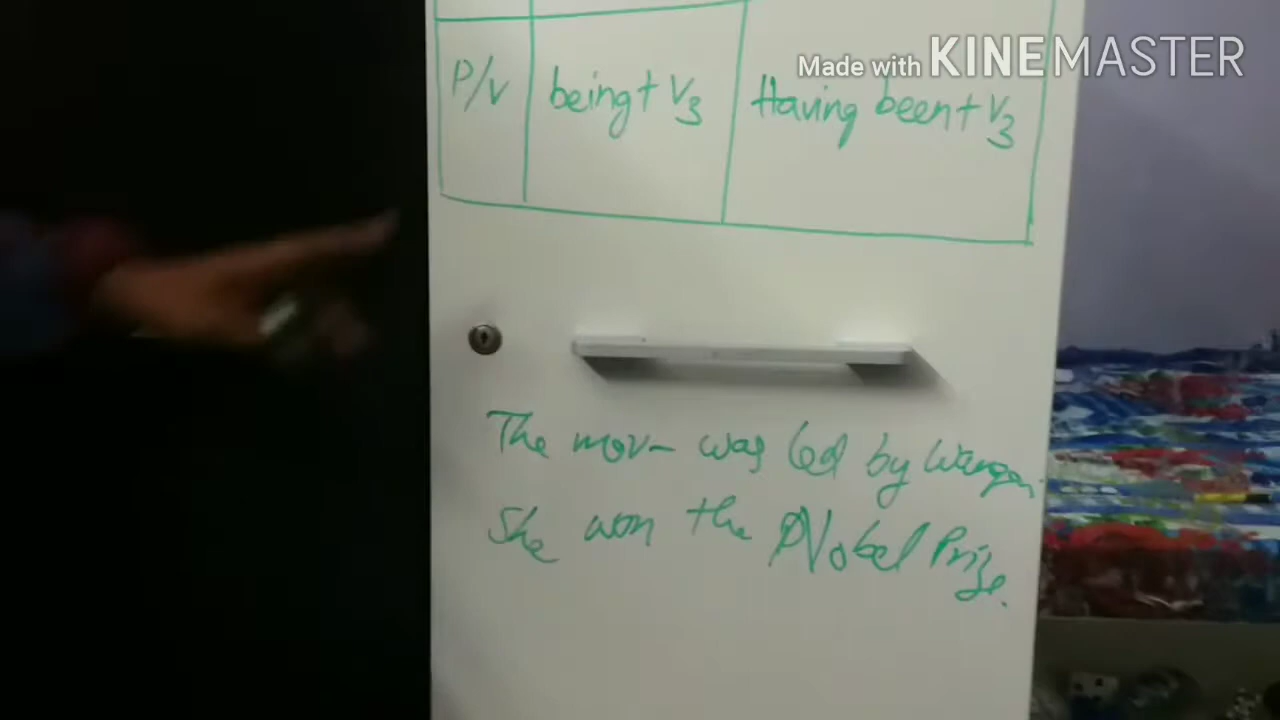 Made with KINEMASTER
P/V being + V3 Having been + V3
The mov- was led by Wangari
She won the Nobel Prize.